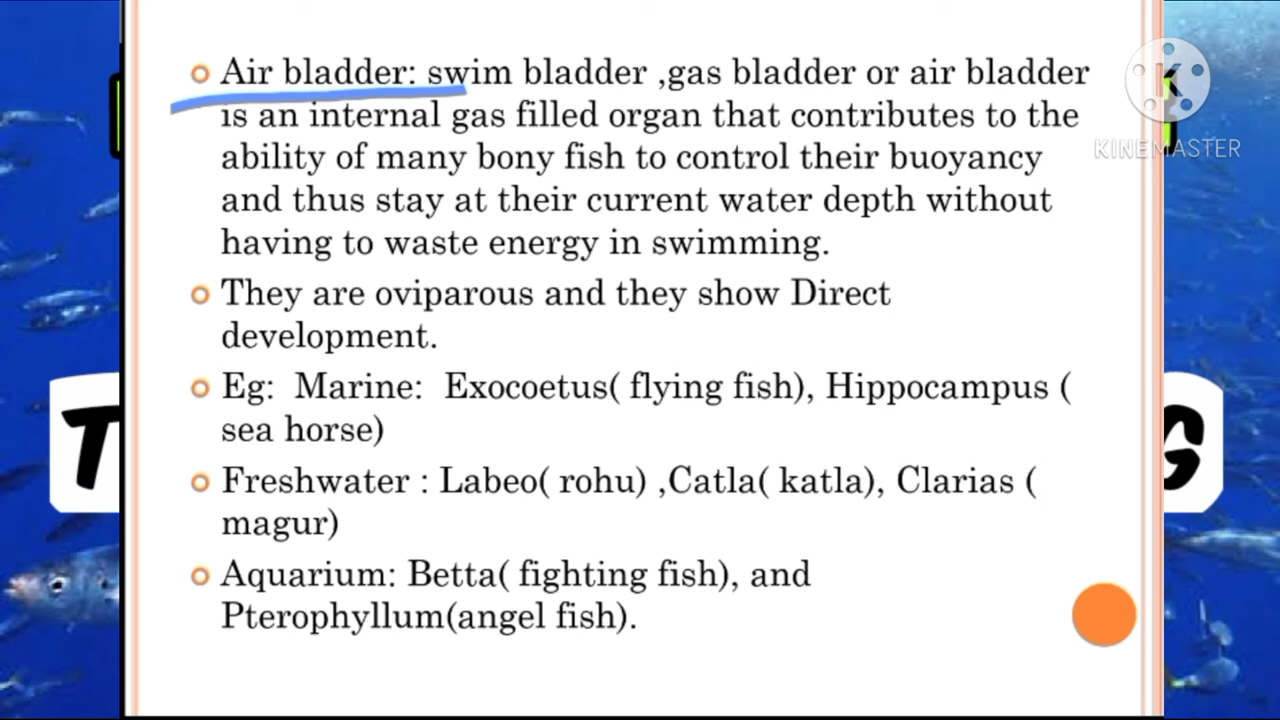 Air bladder: swim bladder ,gas bladder or air bladder
is an internal gas filled organ that contributes to the
ability of many bony fish to control their buoyancy
and thus stay at their current water depth without
having to waste energy in swimming.
They are oviparous and they show Direct
development.
Eg: Marine: Exocoetus( flying fish), Hippocampus (
sea horse)
Freshwater : Labeo( rohu) ,Catla( katla), Clarias (
magur)
Aquarium: Betta( fighting fish), and
Pterophyllum(angel fish).
K
KINEMASTER
T
G